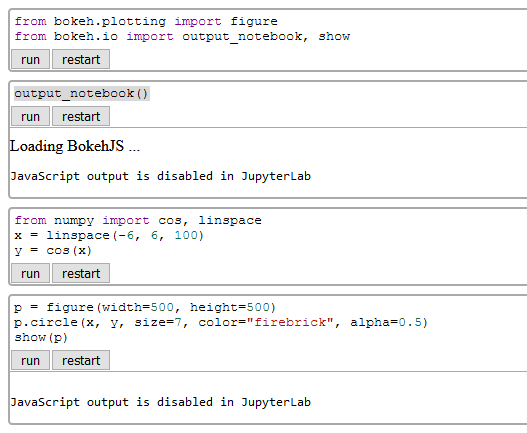 from bokeh.plotting import figure
from bokeh.io import output_notebook, show
run restart
output_notebook()
run restart
Loading BokehJS ...
JavaScript output is disabled in JupyterLab
from numpy import cos, linspace
x = linspace(-6, 6, 100)
y = cos(x)
run restart
p = figure(width=500, height=500)
p.circle(x, y, size=7, color="firebrick", alpha=0.5)
show(p)
run restart
JavaScript output is disabled in JupyterLab